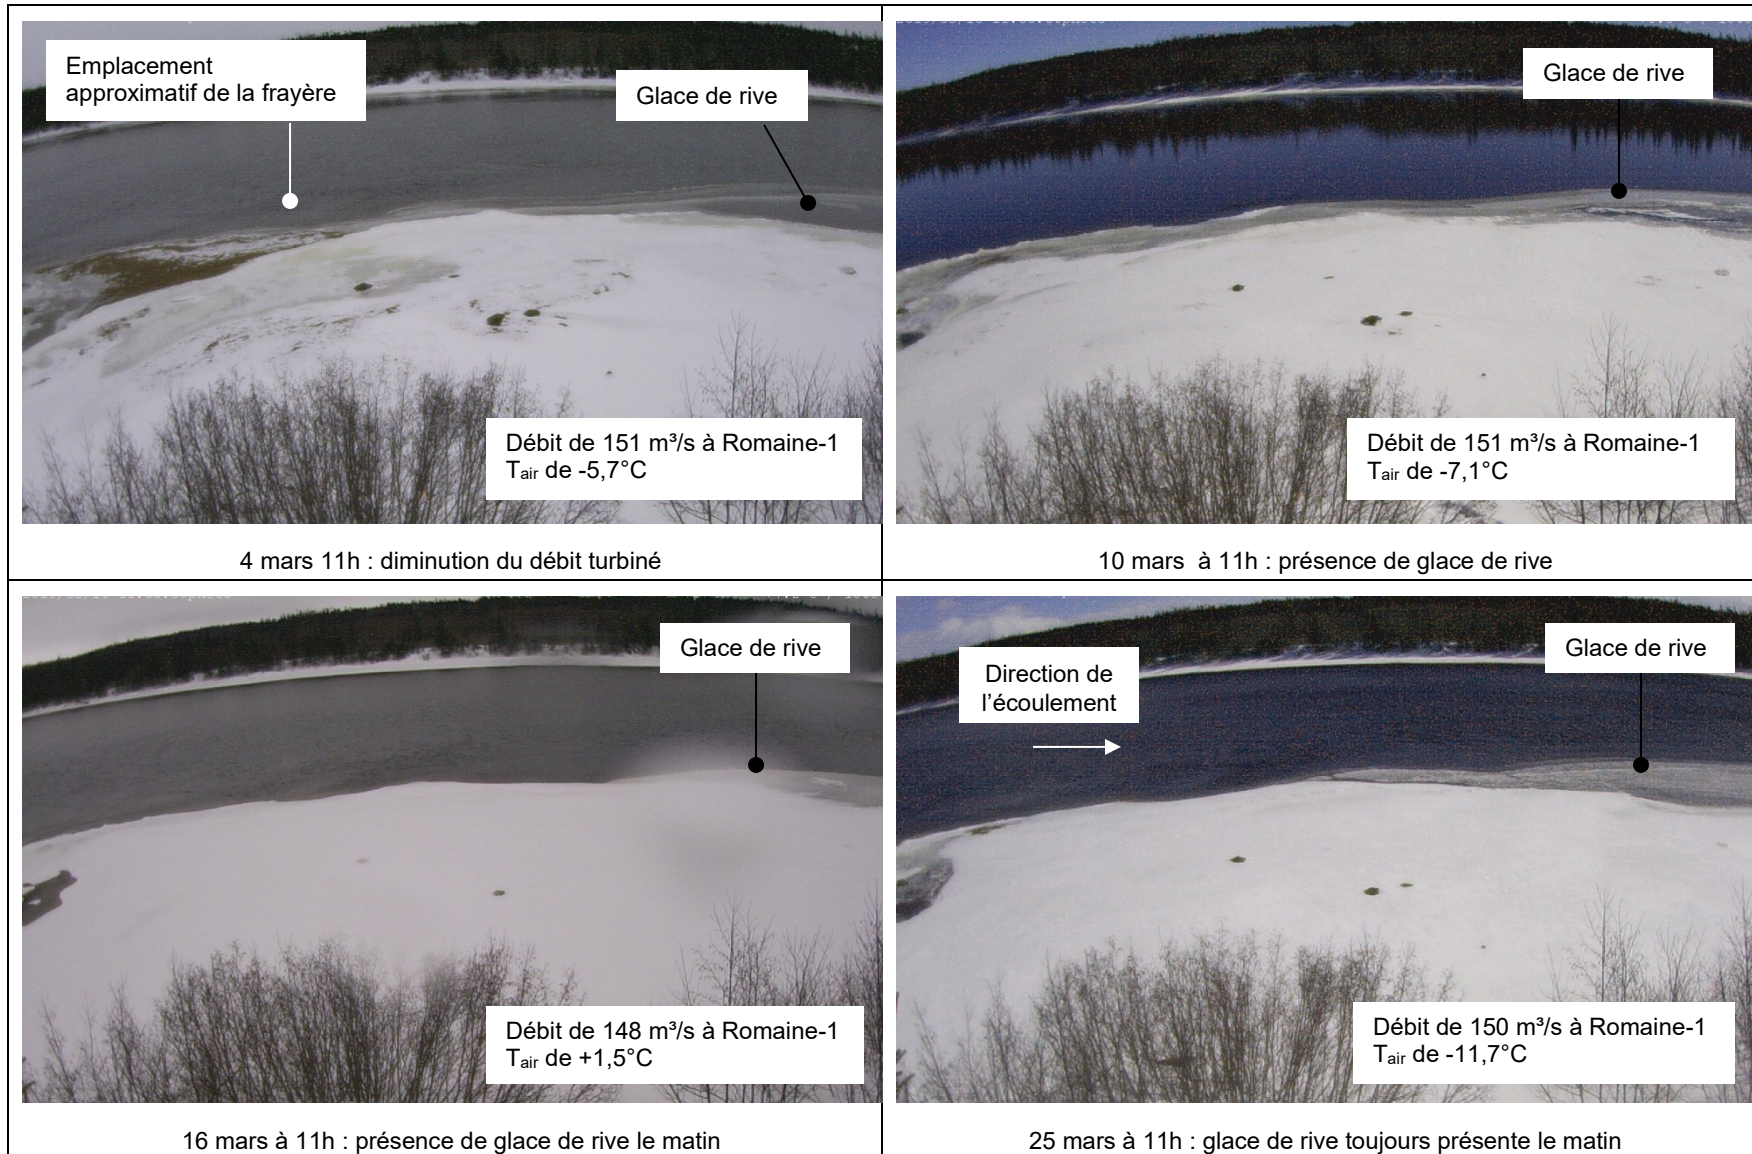 Emplacement
approximatif de la frayère
Glace de rive
Débit de 151 m³/s à Romaine-1
Tair de -5,7°C
4 mars 11h : diminution du débit turbiné
Glace de rive
Débit de 151 m³/s à Romaine-1
Tair de -7,1°C
10 mars à 11h : présence de glace de rive
Glace de rive
Débit de 148 m³/s à Romaine-1
Tair de +1,5°C
16 mars à 11h : présence de glace de rive le matin
Direction de
l'écoulement
Glace de rive
Débit de 150 m³/s à Romaine-1
Tair de -11,7°C
25 mars à 11h : glace de rive toujours présente le matin